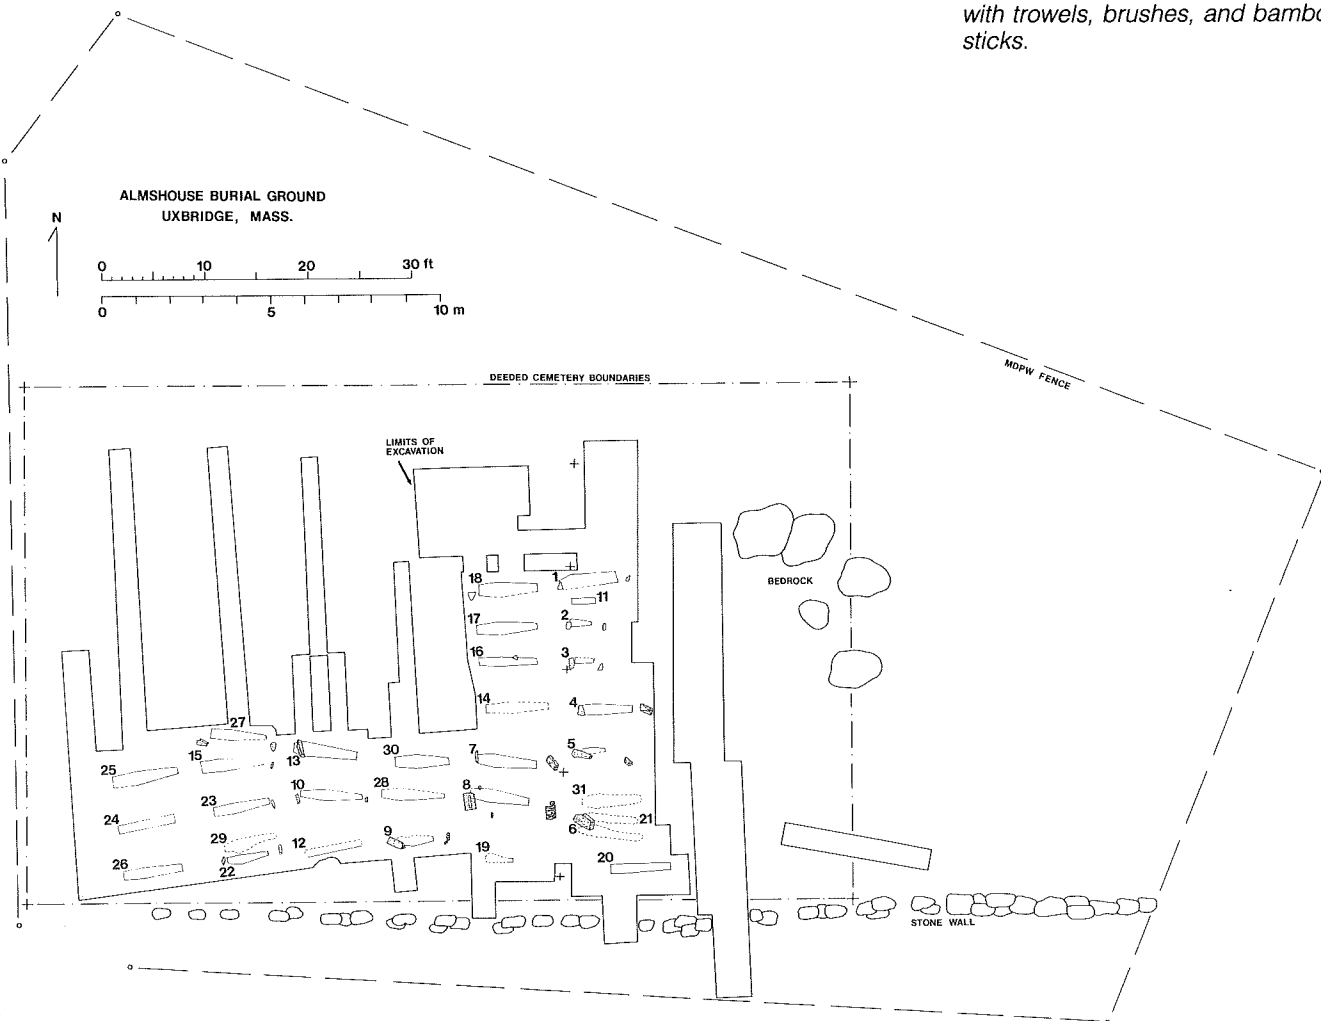 with trowels, brushes, and bambo
sticks.
ALMSHOUSE BURIAL GROUND
UXBRIDGE, MASS.
N
0 10 20 30 ft
0 5 10 m
MDPW FENCE
DEEDED CEMETERY BOUNDARIES
LIMITS OF
EXCAVATION
BEDROCK
18 1
11
17 2
16 3
14 4
27
15 13 30 7 5
25
10 28 8 31
23
24 21
29 12 9 6
26 22 19 20
STONE WALL